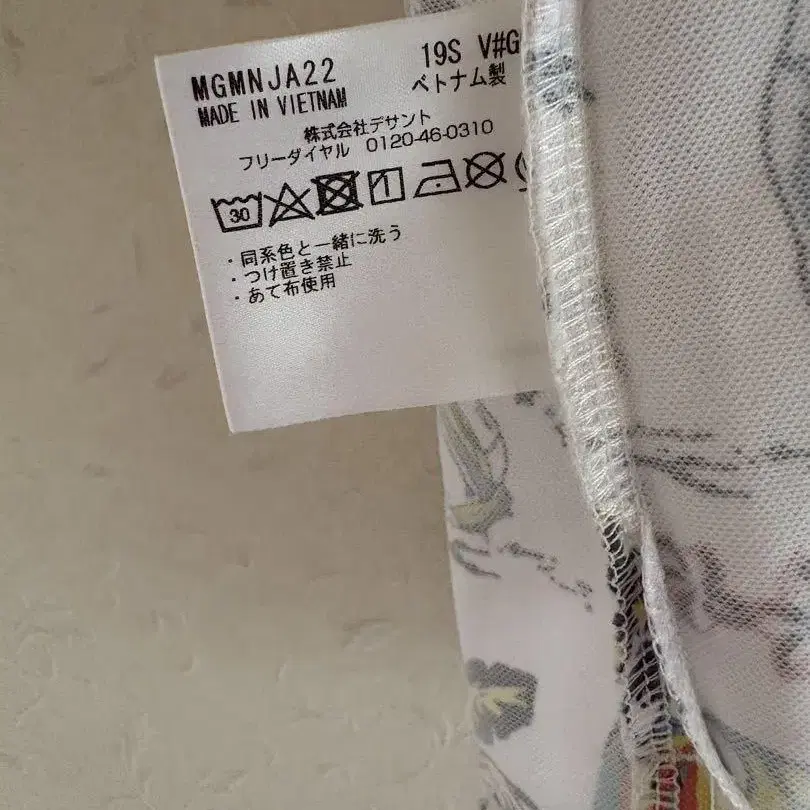 MGMNJA22 19S V#G
MADE IN VIETNAM ベトナム製
株式会社デサント
フリーダイヤル 0120-46-0310
30
・同系色と一緒に洗う
・つけ置き禁止
・あて布使用